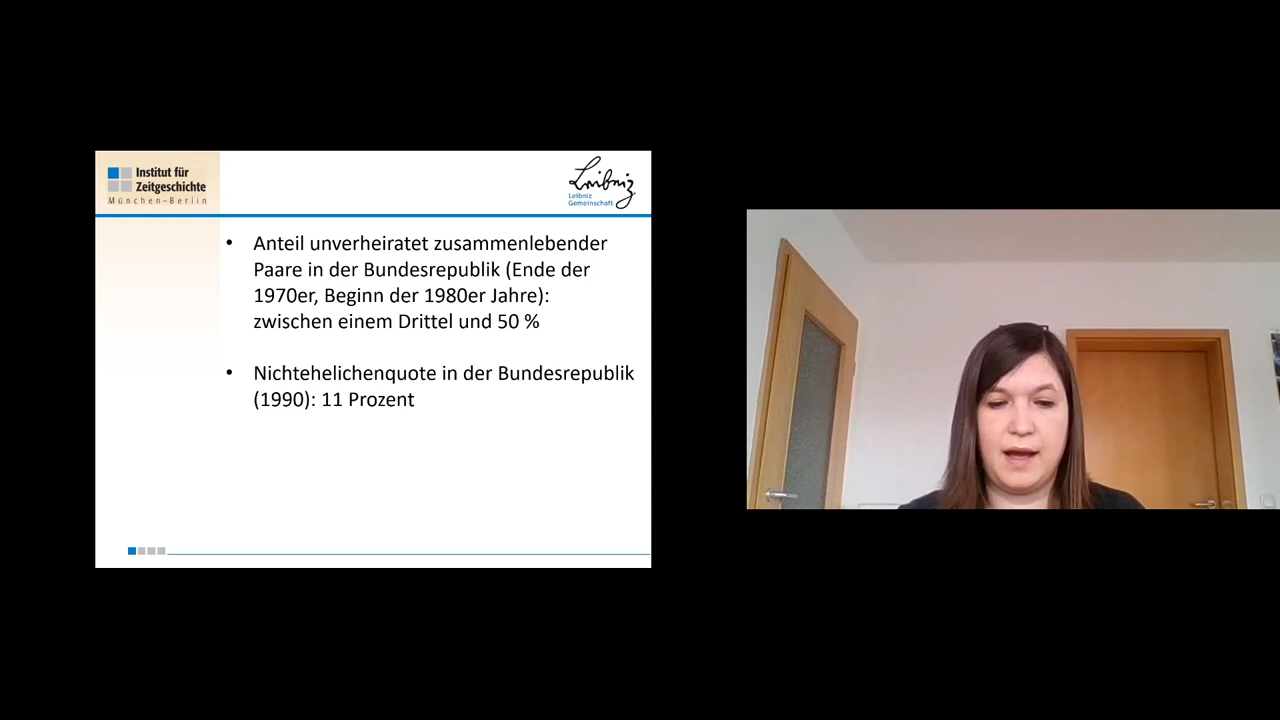 Institut für
Zeitgeschichte
München–Berlin
Leibniz
Leibniz
Gemeinschaft
• Anteil unverheiratet zusammenlebender
Paare in der Bundesrepublik (Ende der
1970er, Beginn der 1980er Jahre):
zwischen einem Drittel und 50 %
• Nichtehelichenquote in der Bundesrepublik
(1990): 11 Prozent